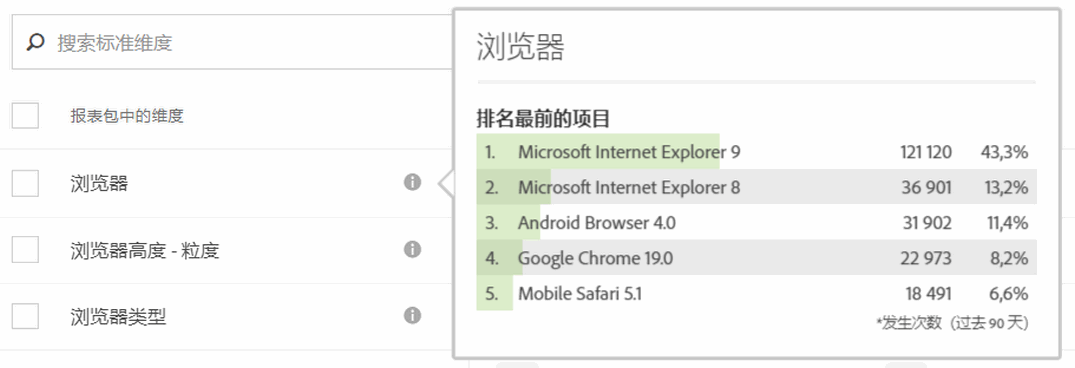 搜索标准维度
报表包中的维度
浏览器
浏览器高度 - 粒度
浏览器类型
浏览器
排名最前的项目
1. Microsoft Internet Explorer 9 121 120 43,3%
2. Microsoft Internet Explorer 8 36 901 13,2%
3. Android Browser 4.0 31 902 11,4%
4. Google Chrome 19.0 22 973 8,2%
5. Mobile Safari 5.1 18 491 6,6%
*发生次数（过去 90 天）